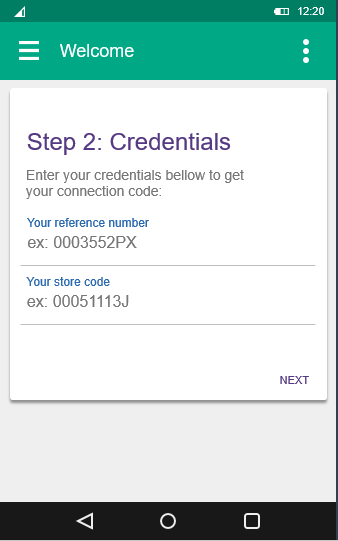 12:20
Welcome
Step 2: Credentials
Enter your credentials bellow to get
your connection code:
Your reference number
ex: 0003552PX
Your store code
ex: 00051113J
NEXT